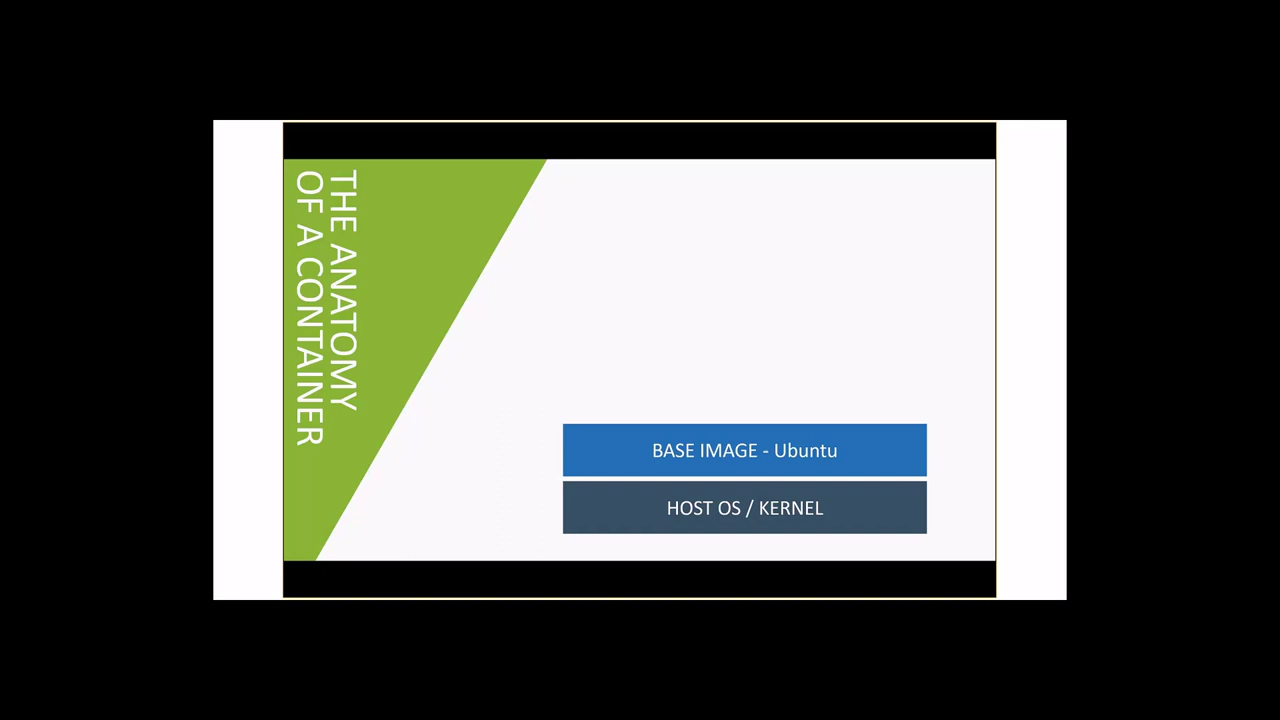 THE ANATOMY
OF A CONTAINER
BASE IMAGE - Ubuntu
HOST OS / KERNEL